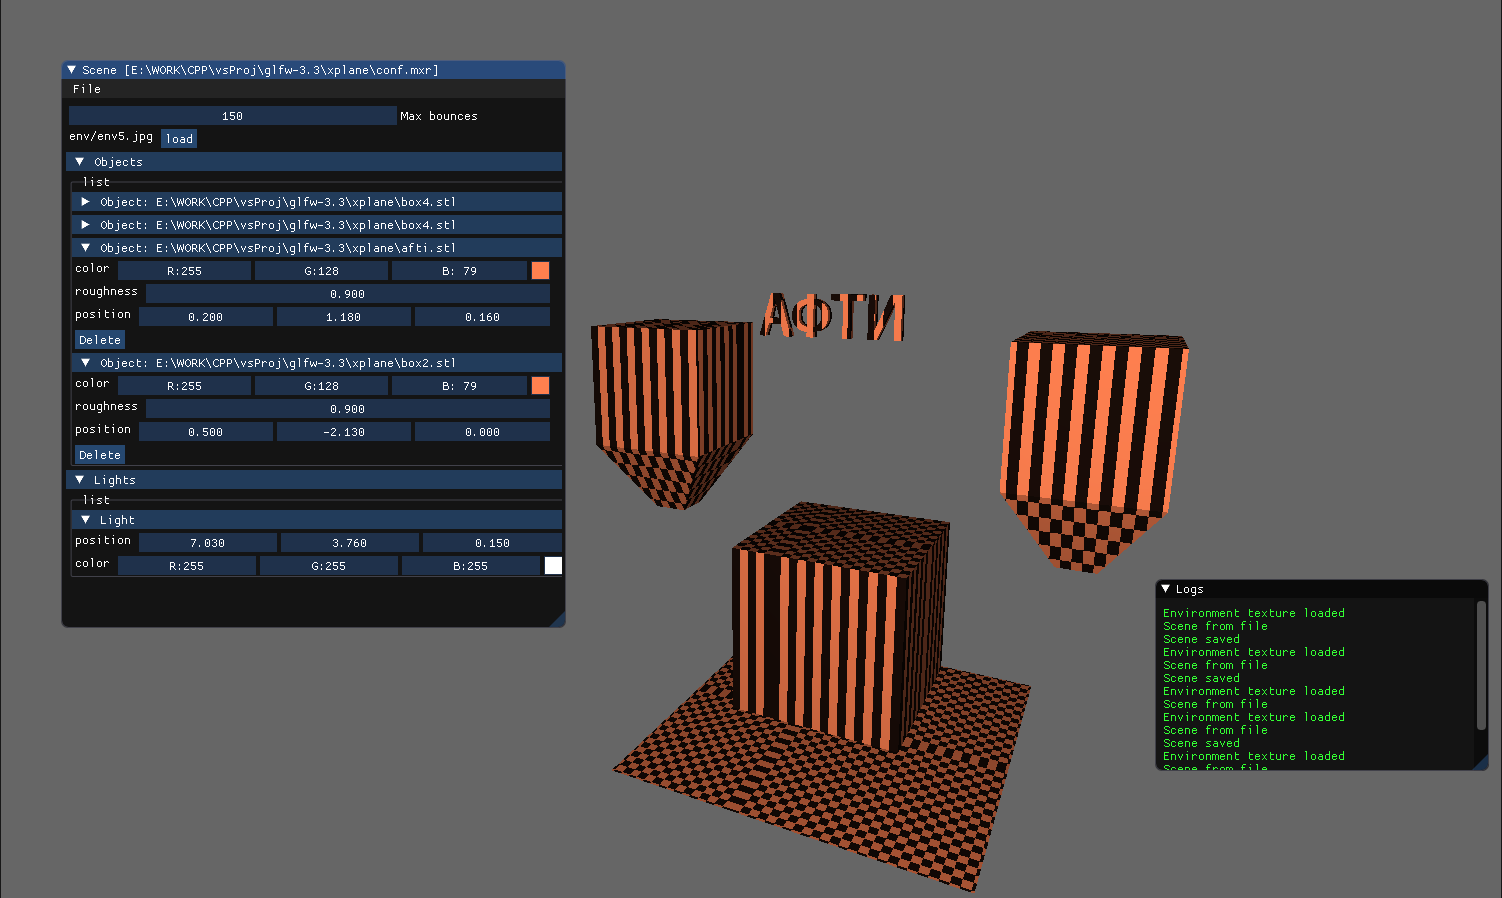 Scene [E:\WORK\CPP\vsProj\glfw-3.3\xplane\conf.mxr]
File
150 Max bounces
env/env5.jpg load
Objects
list
Object: E:\WORK\CPP\vsProj\glfw-3.3\xplane\box4.stl
Object: E:\WORK\CPP\vsProj\glfw-3.3\xplane\box4.stl
Object: E:\WORK\CPP\vsProj\glfw-3.3\xplane\afti.stl
color R:255 G:128 B: 79
roughness 0.900
position 0.200 1.180 0.160
Delete
Object: E:\WORK\CPP\vsProj\glfw-3.3\xplane\box2.stl
color R:255 G:128 B: 79
roughness 0.900
position 0.500 -2.130 0.000
Delete
Lights
list
Light
position 7.030 3.760 0.150
color R:255 G:255 B:255
АФТИ
Logs
Environment texture loaded
Scene from file
Scene saved
Environment texture loaded
Scene from file
Scene saved
Environment texture loaded
Scene from file
Environment texture loaded
Scene from file
Scene saved
Environment texture loaded
Scene from file